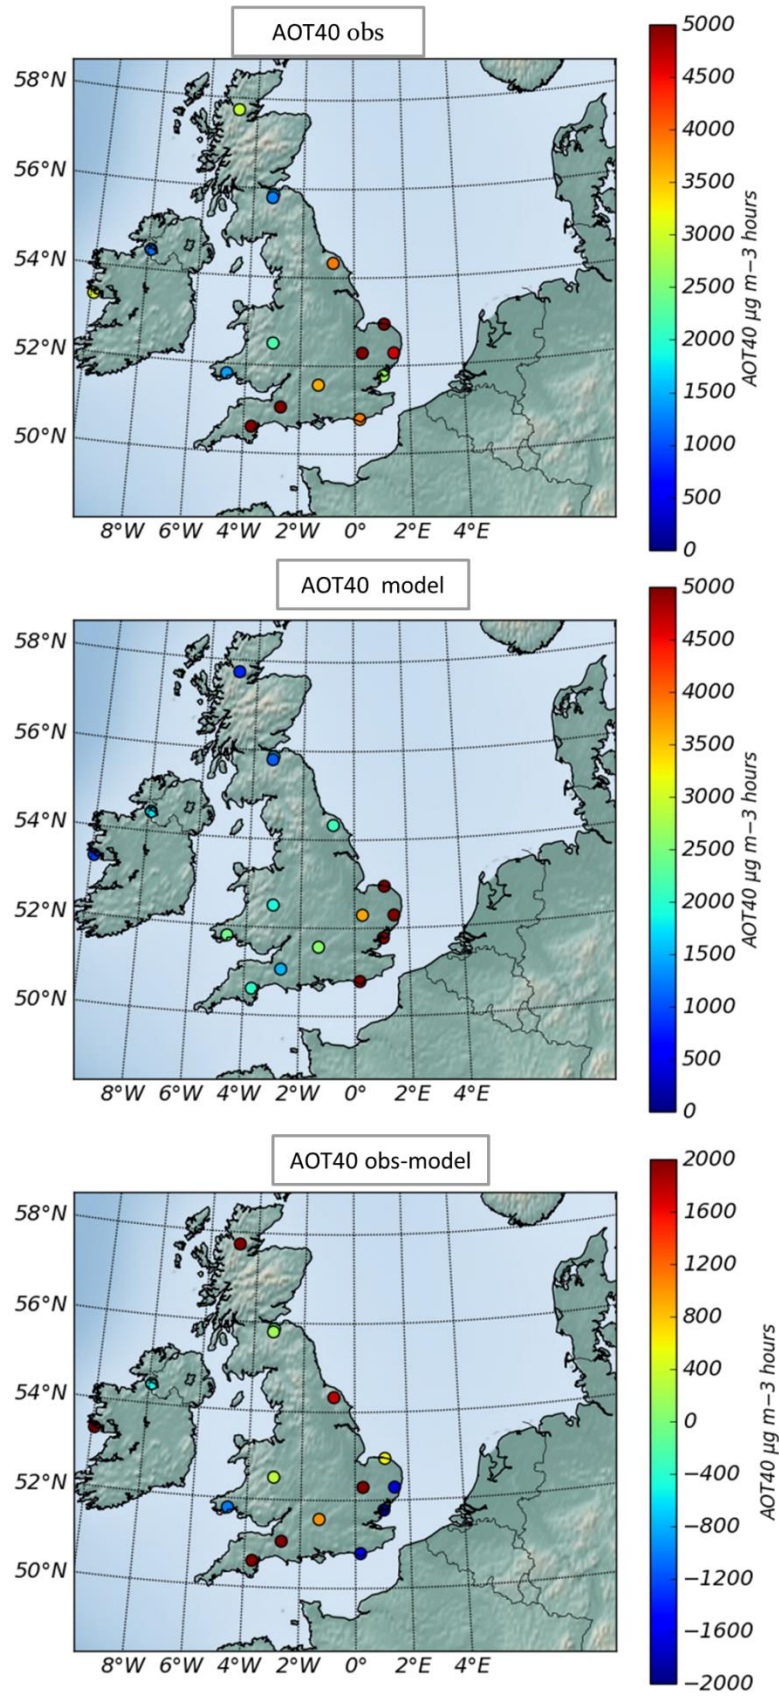 AOT40 obs
58°N
56°N
54°N
52°N
50°N
8°W 6°W 4°W 2°W 0° 2°E 4°E
5000
4500
4000
3500
3000
2500
2000
1500
1000
500
0
AOT40 µg m−3 hours
AOT40 model
58°N
56°N
54°N
52°N
50°N
8°W 6°W 4°W 2°W 0° 2°E 4°E
5000
4500
4000
3500
3000
2500
2000
1500
1000
500
0
AOT40 µg m−3 hours
AOT40 obs-model
58°N
56°N
54°N
52°N
50°N
8°W 6°W 4°W 2°W 0° 2°E 4°E
2000
1600
1200
800
400
0
−400
−800
−1200
−1600
−2000
AOT40 µg m−3 hours